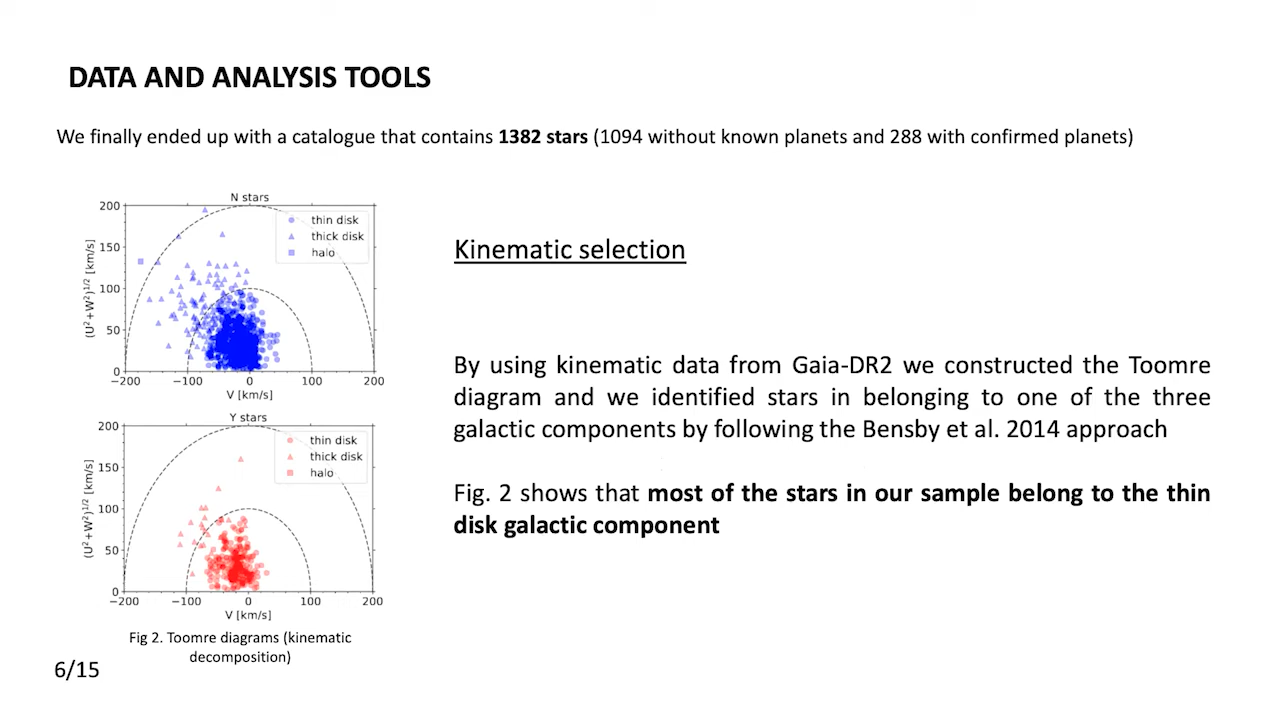 DATA AND ANALYSIS TOOLS
We finally ended up with a catalogue that contains 1382 stars (1094 without known planets and 288 with confirmed planets)
N stars
thin disk
thick disk
halo
200
150
100
50
0
(U²+W²)^1/2 [km/s]
−200 −100 0 100 200
V [km/s]
Y stars
thin disk
thick disk
halo
200
150
100
50
0
(U²+W²)^1/2 [km/s]
−200 −100 0 100 200
V [km/s]
Fig 2. Toomre diagrams (kinematic
decomposition)
Kinematic selection
By using kinematic data from Gaia-DR2 we constructed the Toomre
diagram and we identified stars in belonging to one of the three
galactic components by following the Bensby et al. 2014 approach
Fig. 2 shows that most of the stars in our sample belong to the thin
disk galactic component
6/15